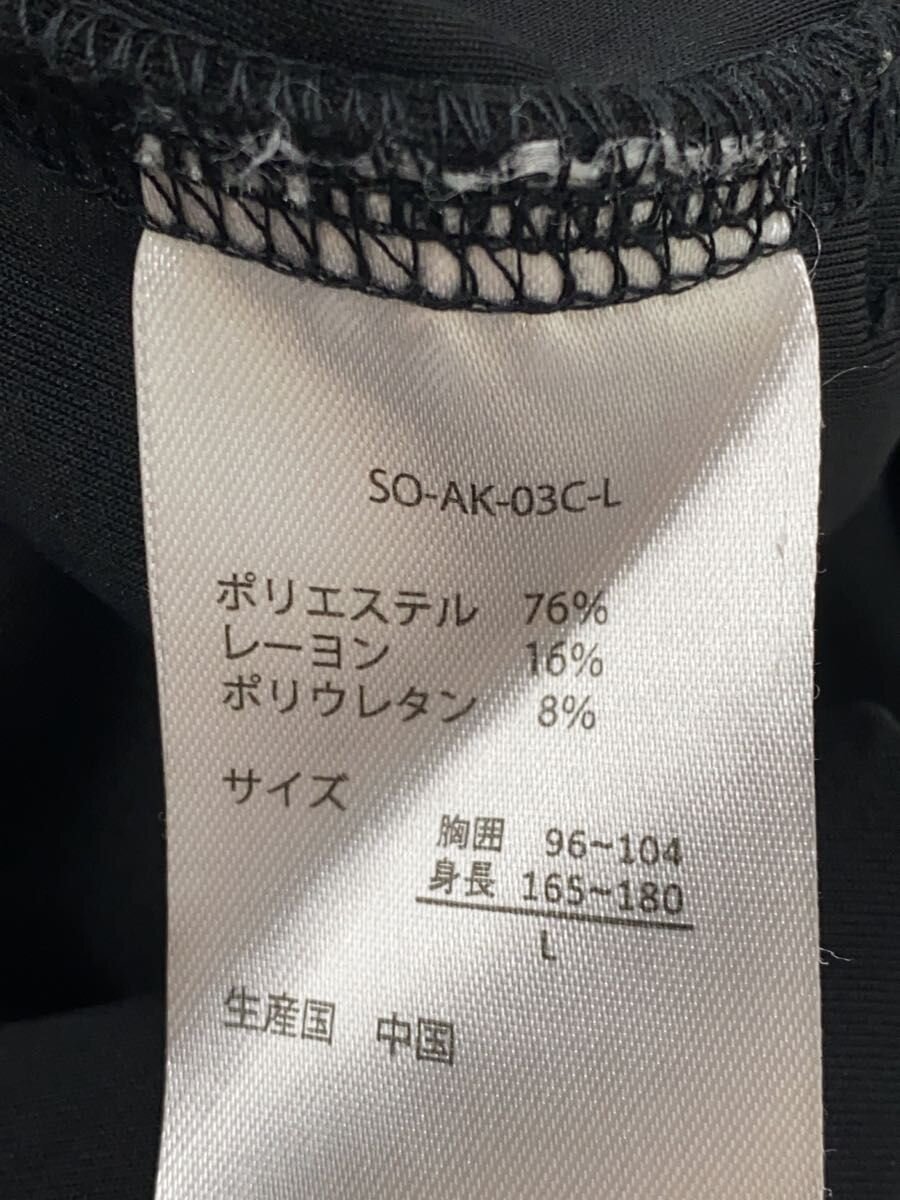 SO-AK-03C-L
ポリエステル 76%
レーヨン 16%
ポリウレタン 8%
サイズ
胸囲 96~104
身長 165~180
L
生産国 中国